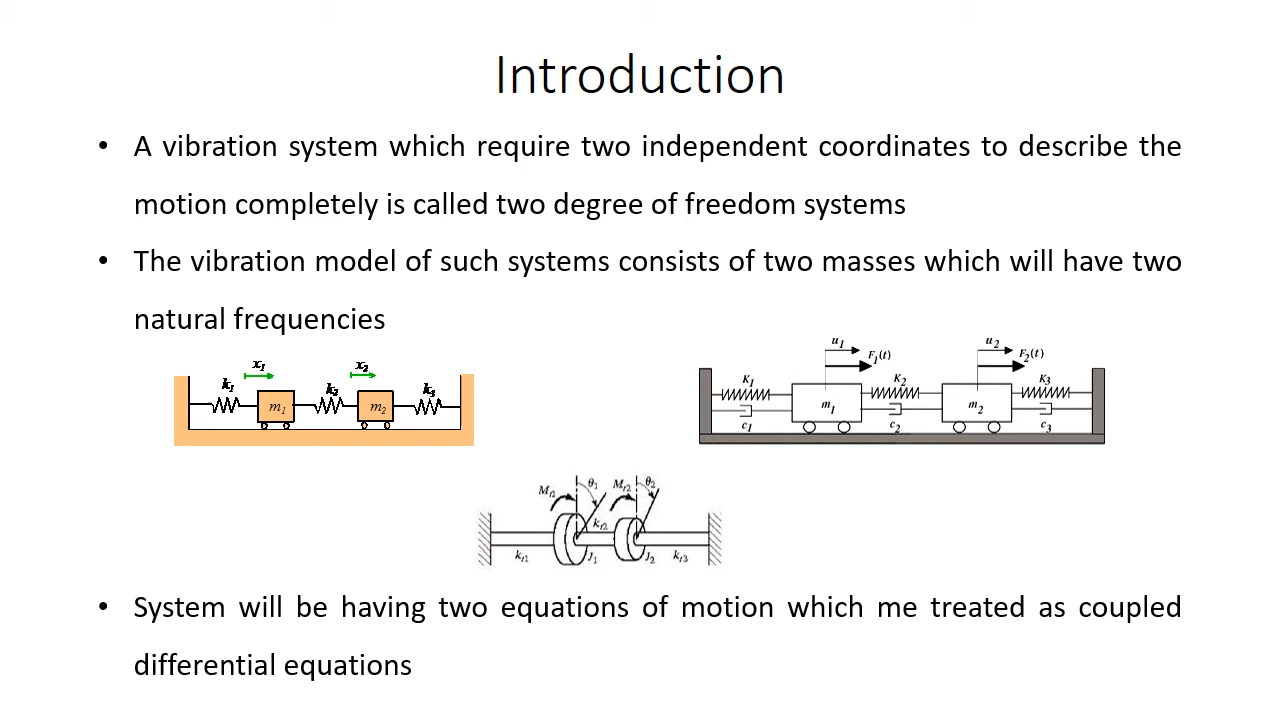 Introduction
• A vibration system which require two independent coordinates to describe the
motion completely is called two degree of freedom systems
• The vibration model of such systems consists of two masses which will have two
natural frequencies
x₁ x₂
k₁ k₂ k₃
m₁ m₂
u₁ u₂
F₁(t) F₂(t)
K₁ K₂ K₃
m₁ m₂
c₁ c₂ c₃
Mₜ₁ θ₁ Mₜ₂ θ₂
kₜ₂
kₜ₁ J₁ J₂ kₜ₃
• System will be having two equations of motion which me treated as coupled
differential equations